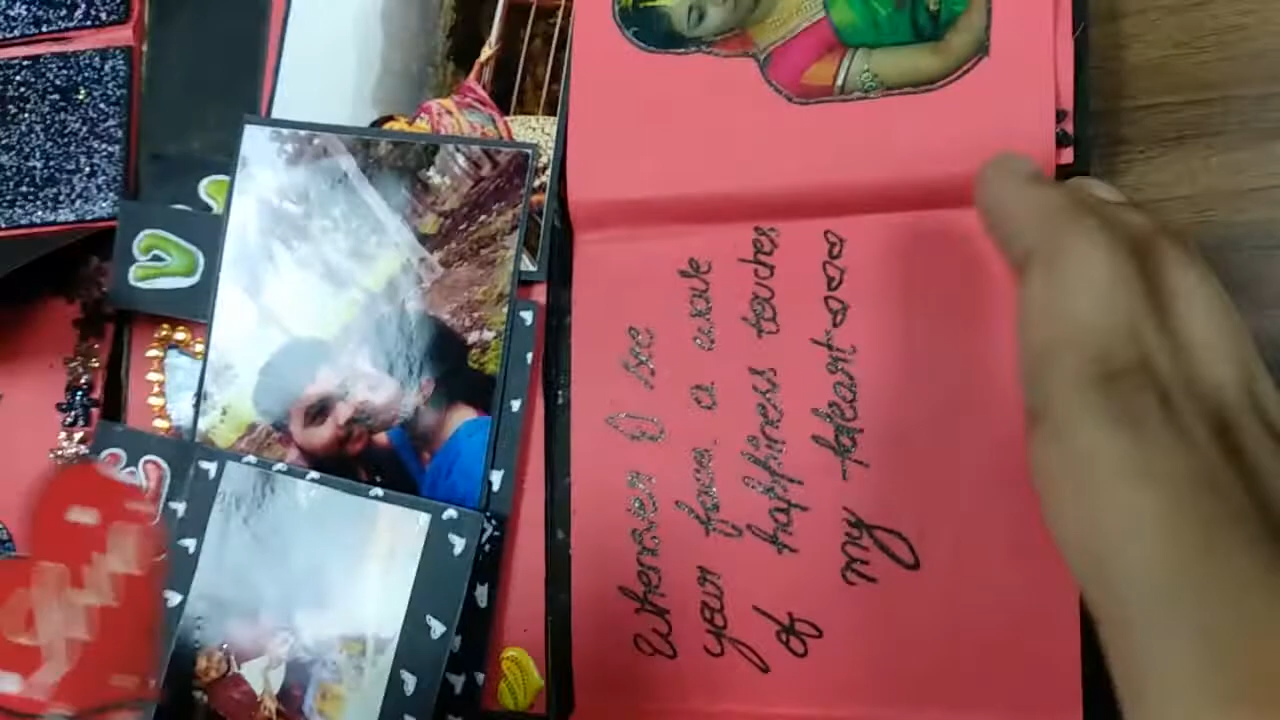 Whenever I see
your face a wave
of happiness touches
my heart